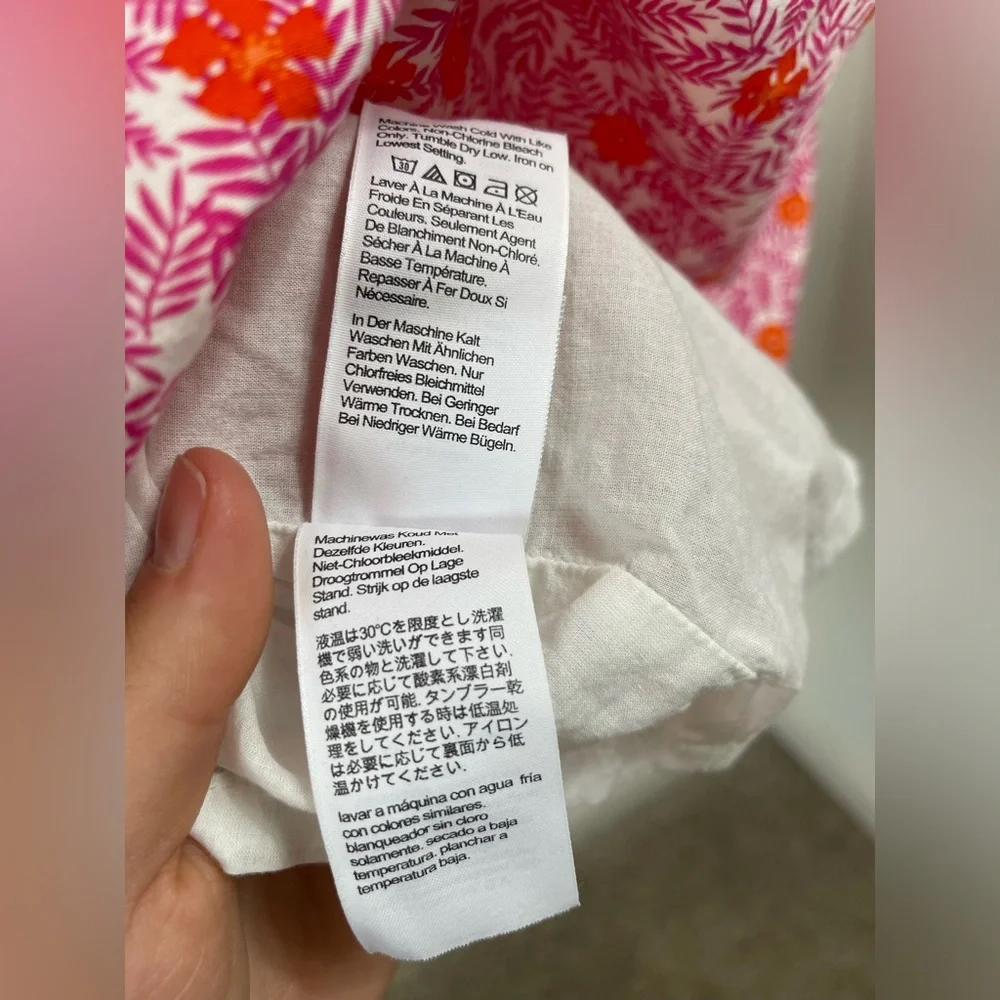 Machine Wash Cold With Like
Colors. Non-Chlorine Bleach
Only. Tumble Dry Low. Iron on
Lowest Setting.
30
Laver À La Machine À L'Eau
Froide En Séparant Les
Couleurs. Seulement Agent
De Blanchiment Non-Chloré.
Sécher À La Machine À
Basse Température.
Repasser À Fer Doux Si
Nécessaire.
In Der Maschine Kalt
Waschen Mit Ähnlichen
Farben Waschen. Nur
Chlorfreies Bleichmittel
Verwenden. Bei Geringer
Wärme Trocknen. Bei Bedarf
Bei Niedriger Wärme Bügeln.
Machinewas Koud Met
Dezelfde Kleuren.
Niet-Chloorbleekmiddel.
Droogtrommel Op Lage
Stand. Strijk op de laagste
stand.
液温は30°Cを限度とし洗濯
機で弱い洗いができます同
色系の物と洗濯して下さい.
必要に応じて酸素系漂白剤
の使用が可能. タンブラー乾
燥機を使用する時は低温処
理をしてください. アイロン
は必要に応じて裏面から低
温かけてください.
lavar a máquina con agua fría
con colores similares.
blanqueador sin cloro
solamente. secado a baja
temperatura. planchar a
temperatura baja.